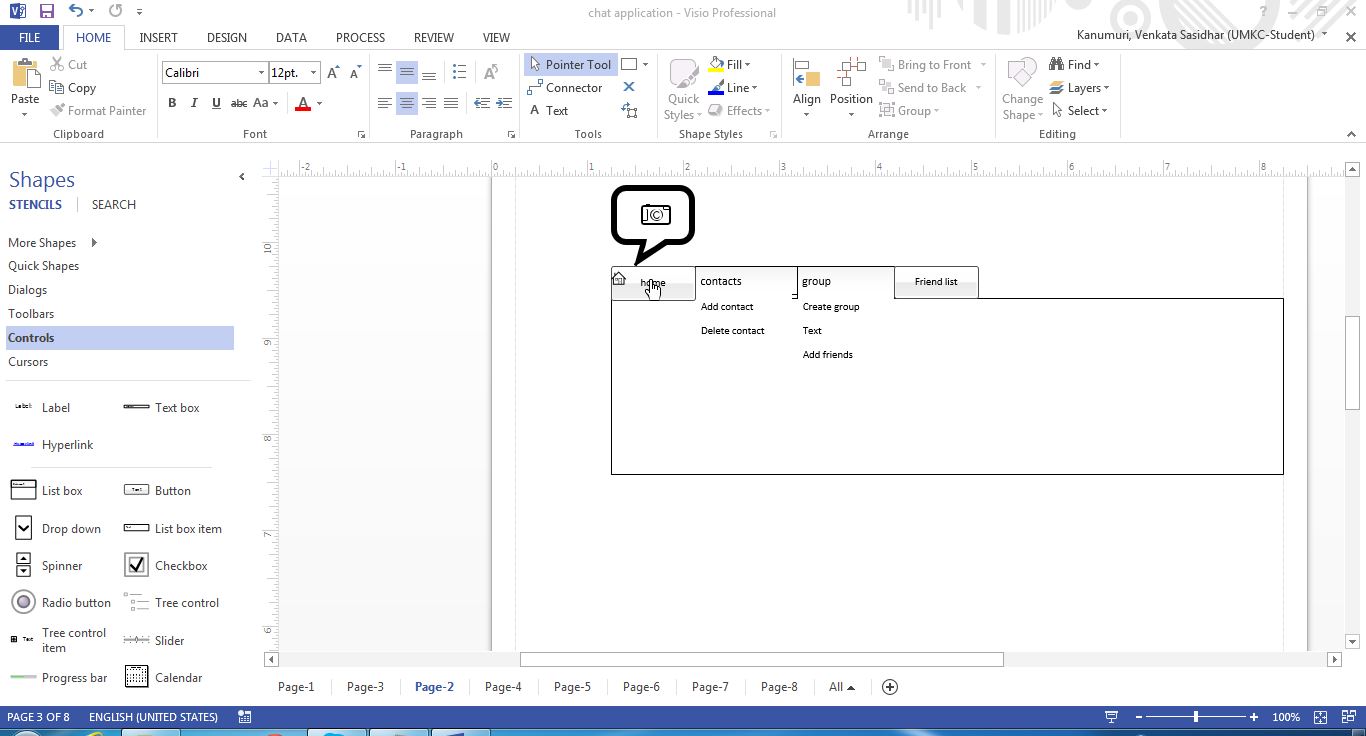 chat application - Visio Professional
FILE HOME INSERT DESIGN DATA PROCESS REVIEW VIEW
Kanumuri, Venkata Sasidhar (UMKC-Student)
Paste
Cut
Copy
Format Painter
Clipboard
Calibri 12pt.
B I U abc Aa A
Font
Paragraph
Pointer Tool
Connector
A Text
Tools
Quick Styles
Fill
Line
Effects
Shape Styles
Align
Position
Bring to Front
Send to Back
Group
Arrange
Change Shape
Find
Layers
Select
Editing
Shapes
STENCILS SEARCH
More Shapes
Quick Shapes
Dialogs
Toolbars
Controls
Cursors
Label Text box
Hyperlink
List box Button
Drop down List box item
Spinner Checkbox
Radio button Tree control
Tree control item Slider
Progress bar Calendar
-2 -1 0 1 2 3 4 5 6 7 8
10
9
8
7
6
home contacts group Friend list
Add contact Create group
Delete contact Text
Add friends
Page-1 Page-3 Page-2 Page-4 Page-5 Page-6 Page-7 Page-8 All
PAGE 3 OF 8 ENGLISH (UNITED STATES) 100%